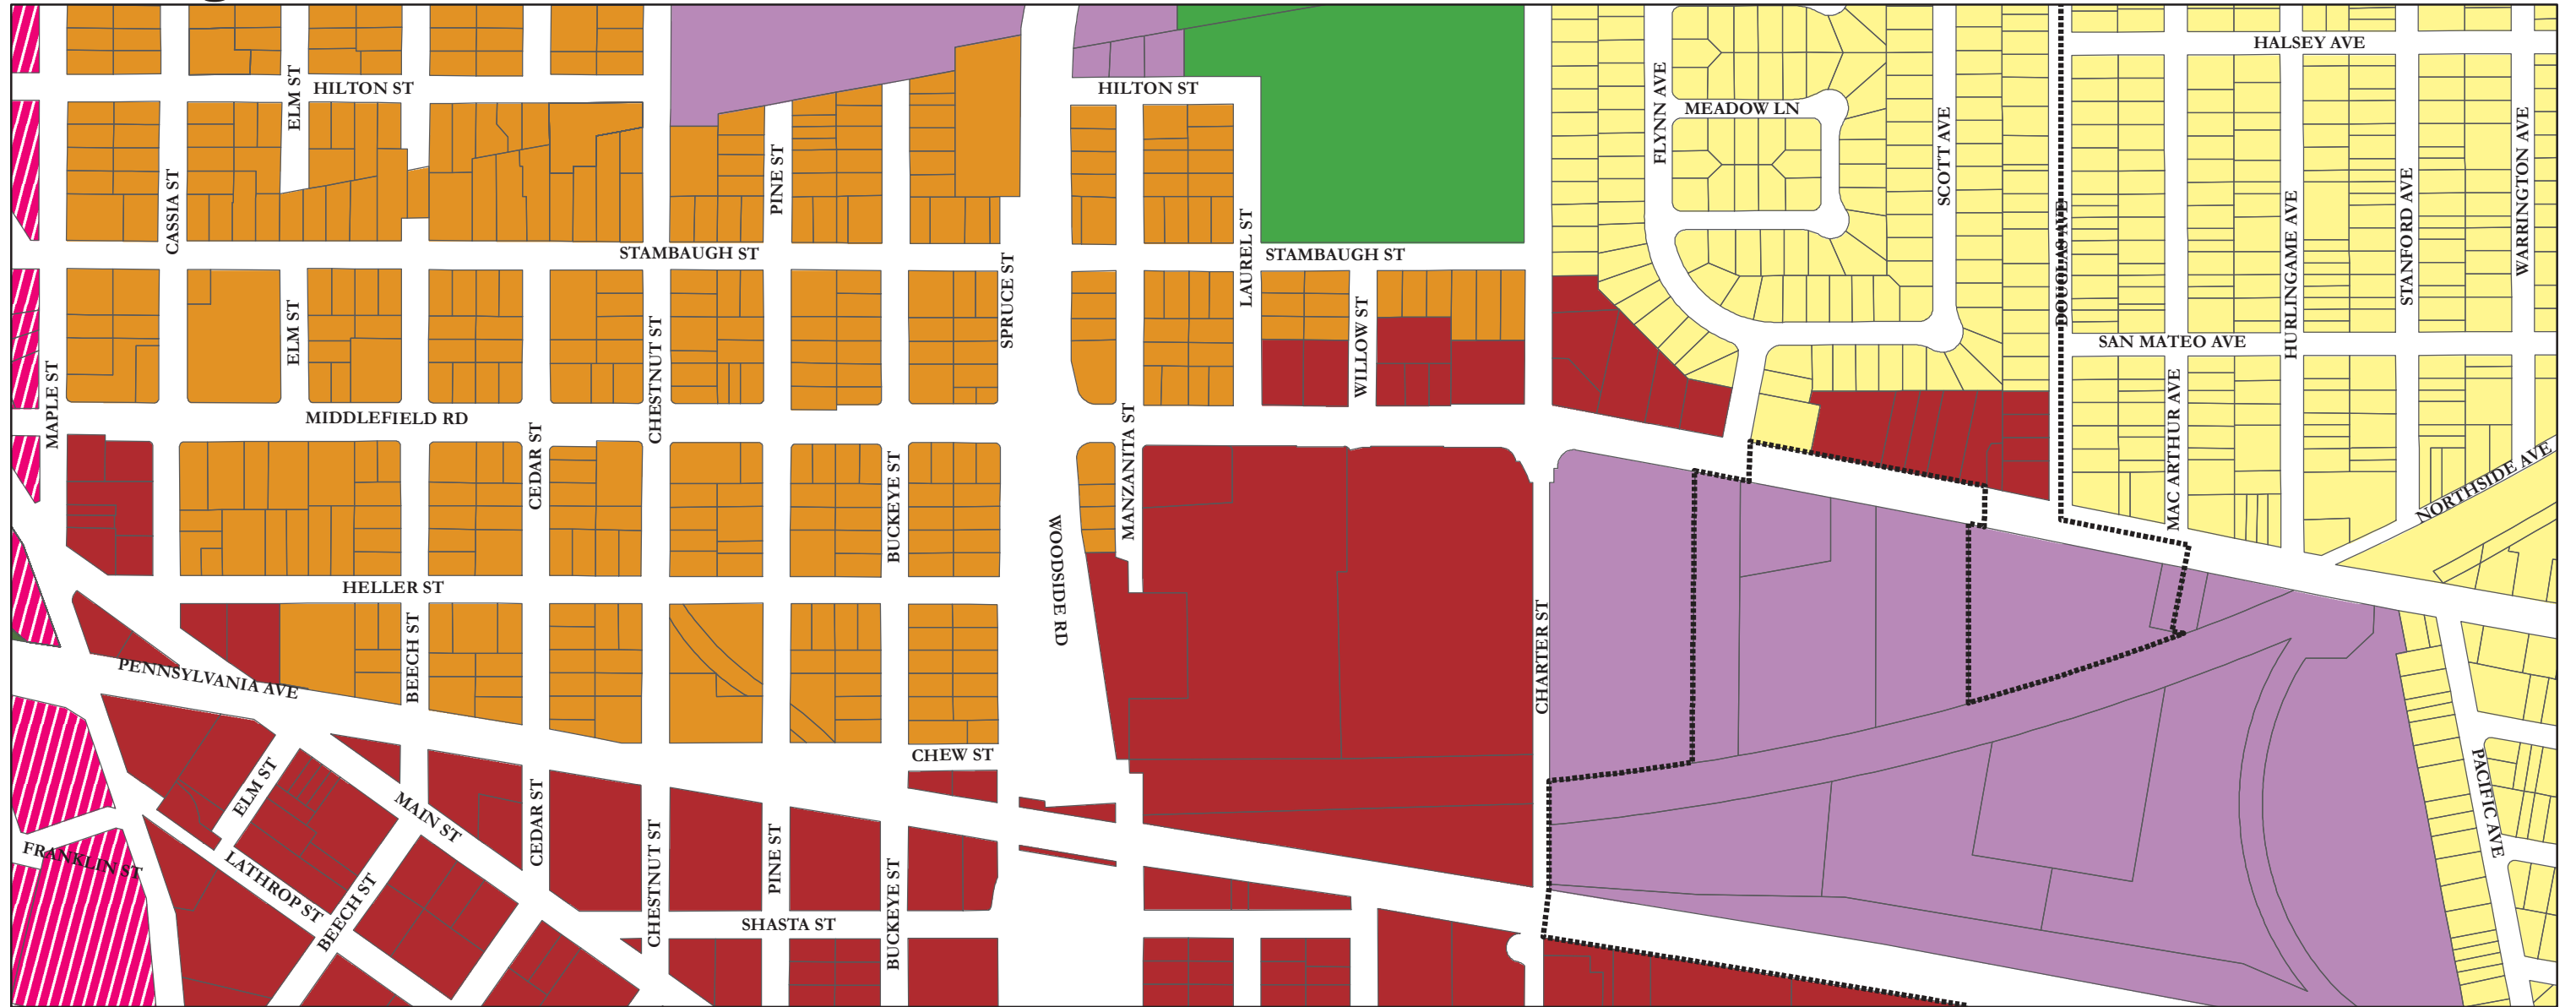 HALSEY AVE
ELM ST
HILTON ST
HILTON ST
FLYNN AVE
MEADOW LN
SCOTT AVE
WARRINGTON AVE
PINE ST
CASSIA ST
STANFORD AVE
LAUREL ST
DOUGLAS AVE
HURLINGAME AVE
STAMBAUGH ST
STAMBAUGH ST
SPRUCE ST
ELM ST
CHESTNUT ST
WILLOW ST
SAN MATEO AVE
MAPLE ST
MIDDLEFIELD RD
MAC ARTHUR AVE
MANZANITA ST
CEDAR ST
BUCKEYE ST
NORTHSIDE AVE
WOODSIDE RD
HELLER ST
BEECH ST
CHARTER ST
PENNSYLVANIA AVE
CHEW ST
ELM ST
MAIN ST
CEDAR ST
PACIFIC AVE
PINE ST
CHESTNUT ST
FRANKLIN ST
LATHROP ST
BEECH ST
BUCKEYE ST
SHASTA ST